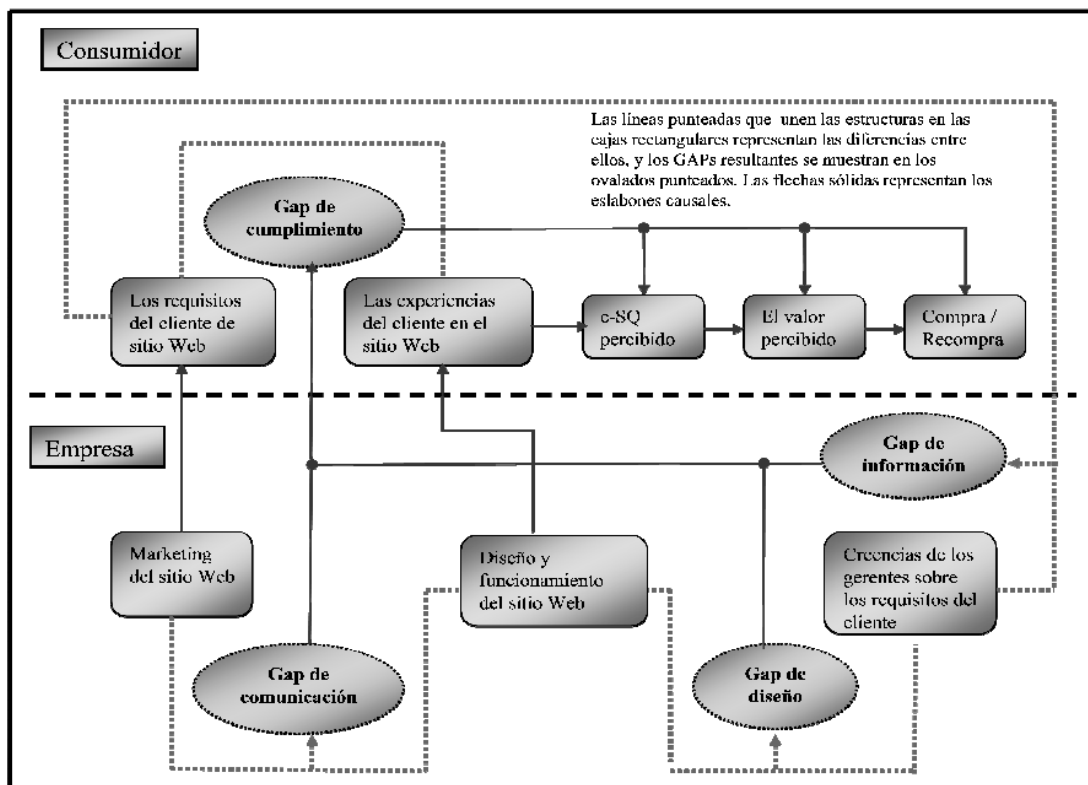 Consumidor
Las líneas punteadas que unen las estructuras en las
cajas rectangulares representan las diferencias entre
ellos, y los GAPs resultantes se muestran en los
ovalados punteados. Las flechas sólidas representan los
eslabones causales.
Gap de
cumplimiento
Los requisitos
del cliente de
sitio Web
Las experiencias
del cliente en el
sitio Web
e-SQ
percibido
El valor
percibido
Compra /
Recompra
Empresa
Gap de
información
Marketing
del sitio Web
Diseño y
funcionamiento
del sitio Web
Creencias de los
gerentes sobre
los requisitos del
cliente
Gap de
comunicación
Gap de
diseño